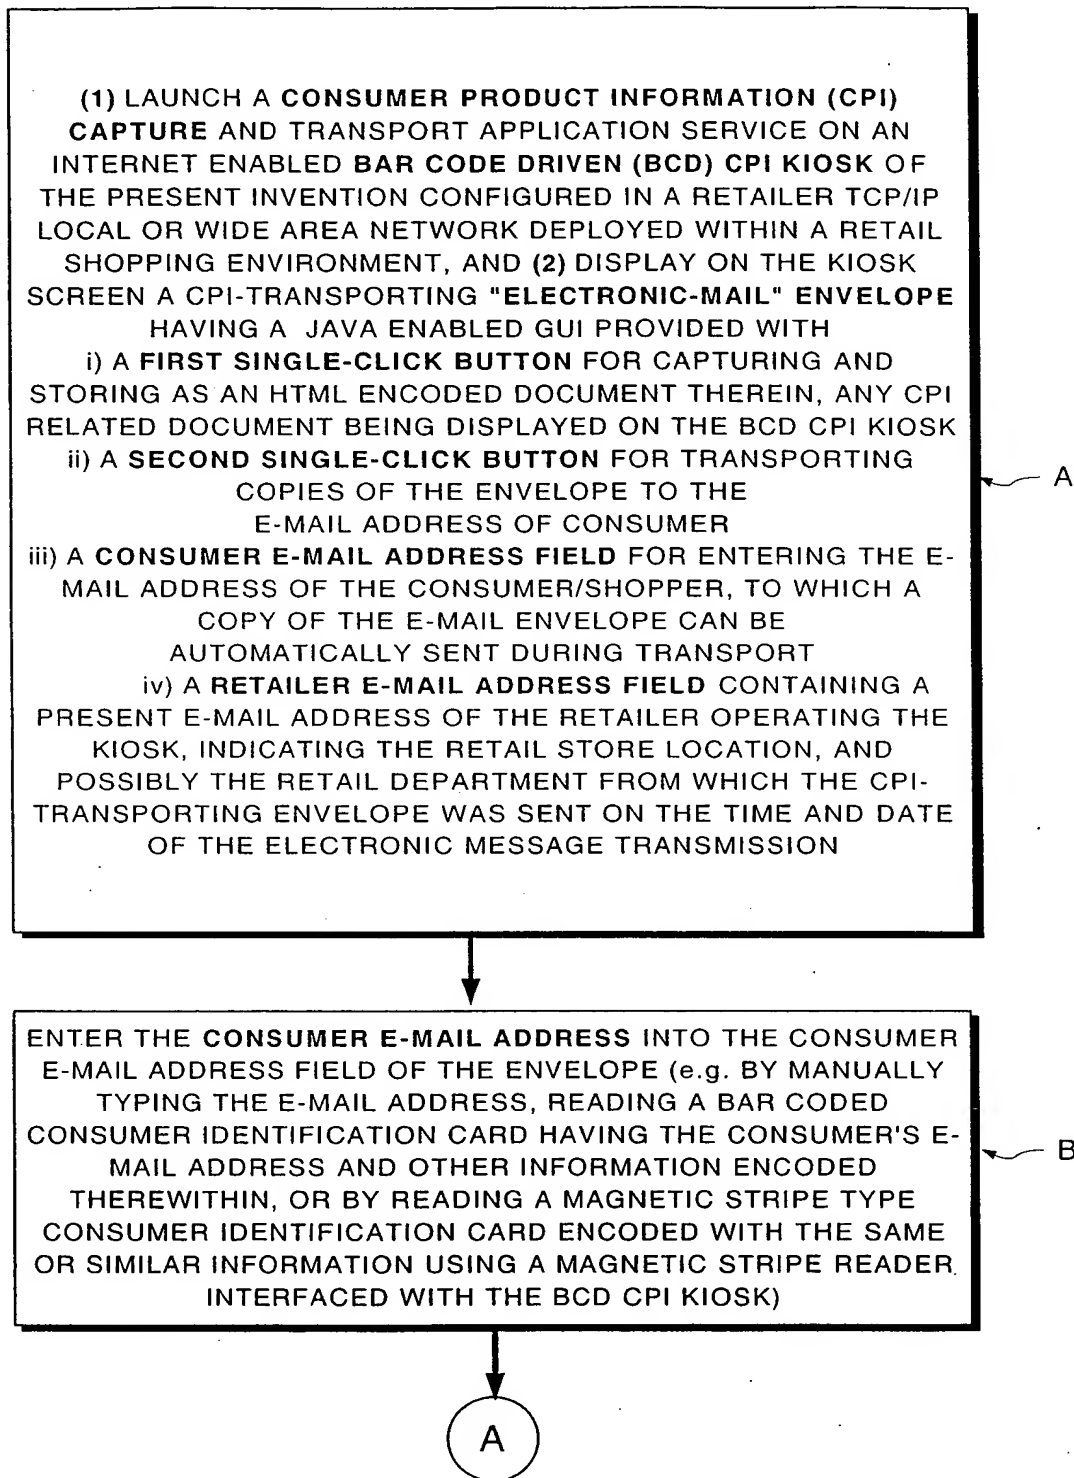 (1) LAUNCH A CONSUMER PRODUCT INFORMATION (CPI)
CAPTURE AND TRANSPORT APPLICATION SERVICE ON AN
INTERNET ENABLED BAR CODE DRIVEN (BCD) CPI KIOSK OF
THE PRESENT INVENTION CONFIGURED IN A RETAILER TCP/IP
LOCAL OR WIDE AREA NETWORK DEPLOYED WITHIN A RETAIL
SHOPPING ENVIRONMENT, AND (2) DISPLAY ON THE KIOSK
SCREEN A CPI-TRANSPORTING "ELECTRONIC-MAIL" ENVELOPE
HAVING A JAVA ENABLED GUI PROVIDED WITH
i) A FIRST SINGLE-CLICK BUTTON FOR CAPTURING AND
STORING AS AN HTML ENCODED DOCUMENT THEREIN, ANY CPI
RELATED DOCUMENT BEING DISPLAYED ON THE BCD CPI KIOSK
ii) A SECOND SINGLE-CLICK BUTTON FOR TRANSPORTING
COPIES OF THE ENVELOPE TO THE
E-MAIL ADDRESS OF CONSUMER
iii) A CONSUMER E-MAIL ADDRESS FIELD FOR ENTERING THE E-
MAIL ADDRESS OF THE CONSUMER/SHOPPER, TO WHICH A
COPY OF THE E-MAIL ENVELOPE CAN BE
AUTOMATICALLY SENT DURING TRANSPORT
iv) A RETAILER E-MAIL ADDRESS FIELD CONTAINING A
PRESENT E-MAIL ADDRESS OF THE RETAILER OPERATING THE
KIOSK, INDICATING THE RETAIL STORE LOCATION, AND
POSSIBLY THE RETAIL DEPARTMENT FROM WHICH THE CPI-
TRANSPORTING ENVELOPE WAS SENT ON THE TIME AND DATE
OF THE ELECTRONIC MESSAGE TRANSMISSION
A
ENTER THE CONSUMER E-MAIL ADDRESS INTO THE CONSUMER
E-MAIL ADDRESS FIELD OF THE ENVELOPE (e.g. BY MANUALLY
TYPING THE E-MAIL ADDRESS, READING A BAR CODED
CONSUMER IDENTIFICATION CARD HAVING THE CONSUMER'S E-
MAIL ADDRESS AND OTHER INFORMATION ENCODED
THEREWITHIN, OR BY READING A MAGNETIC STRIPE TYPE
CONSUMER IDENTIFICATION CARD ENCODED WITH THE SAME
OR SIMILAR INFORMATION USING A MAGNETIC STRIPE READER
INTERFACED WITH THE BCD CPI KIOSK)
B
A